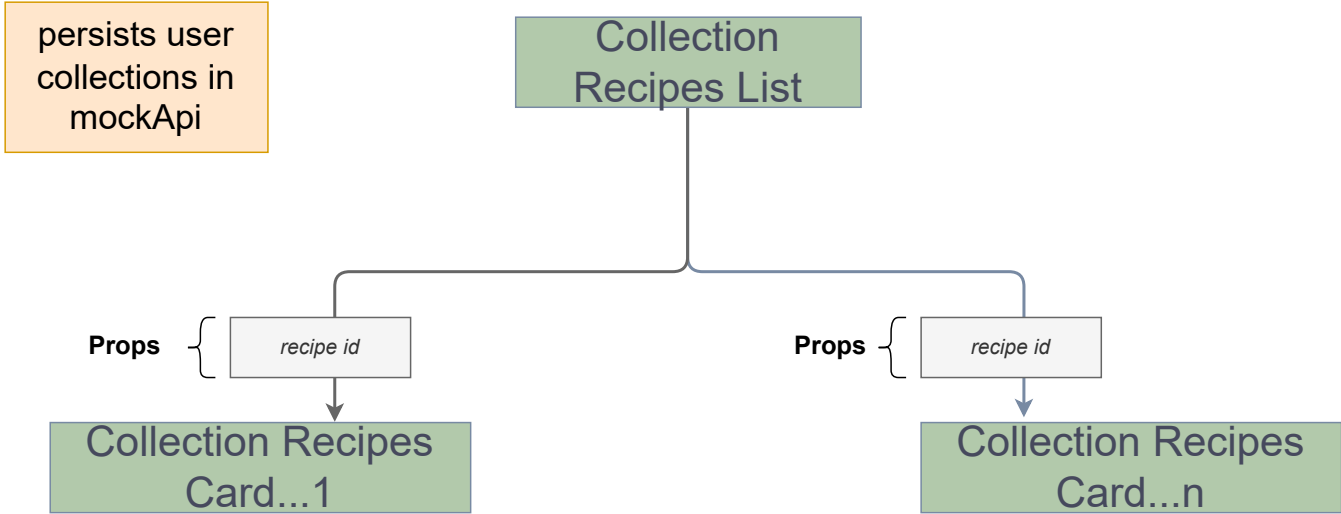 persists user
collections in
mockApi
Collection
Recipes List
Props
recipe id
Props
recipe id
Collection Recipes
Card...1
Collection Recipes
Card...n